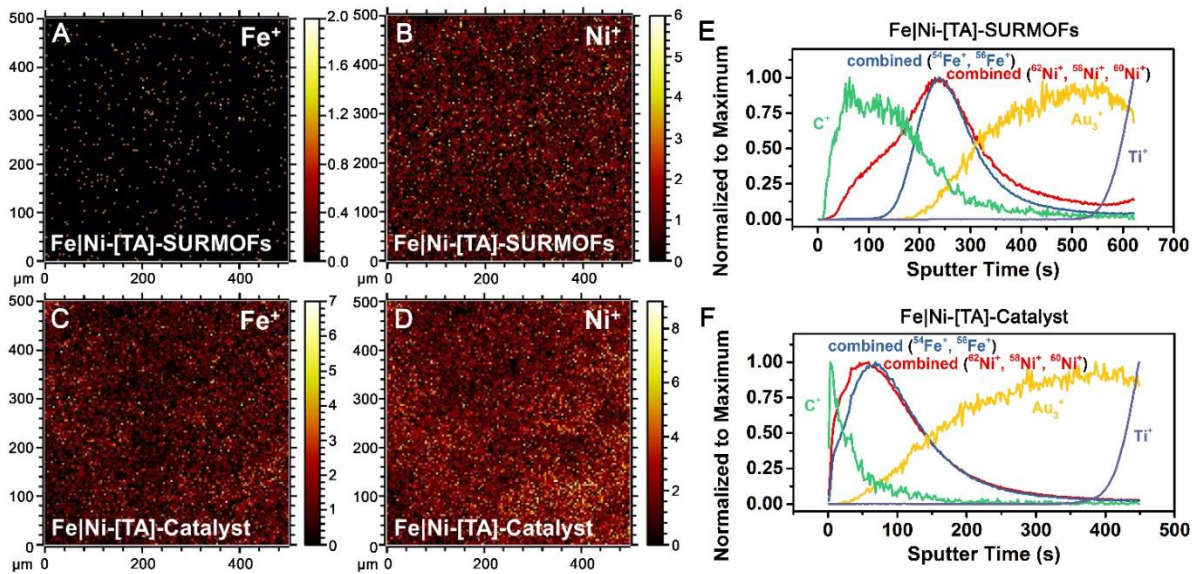 A
Fe⁺
Fe|Ni-[TA]-SURMOFs
500
400
300
200
100
0
µm
200
400
2.0
1.6
1.2
0.8
0.4
0.0
B
Ni⁺
Fe|Ni-[TA]-SURMOFs
500
400
300
200
100
0
µm
200
400
6
5
4
3
2
1
0
C
Fe⁺
Fe|Ni-[TA]-Catalyst
500
400
300
200
100
0
µm
0
200
400
7
6
5
4
3
2
1
0
D
Ni⁺
Fe|Ni-[TA]-Catalyst
500
400
300
200
100
0
µm
0
200
400
8
6
4
2
0
E
Fe|Ni-[TA]-SURMOFs
combined (⁵⁴Fe⁺, ⁵⁶Fe⁺)
combined (⁶²Ni⁺, ⁵⁸Ni⁺, ⁶⁰Ni⁺)
C⁺
Au₃⁺
Ti⁺
Normalized to Maximum
1.00
0.75
0.50
0.25
0.00
0 100 200 300 400 500 600 700
Sputter Time (s)
F
Fe|Ni-[TA]-Catalyst
combined (⁵⁴Fe⁺, ⁵⁶Fe⁺)
combined (⁶²Ni⁺, ⁵⁸Ni⁺, ⁶⁰Ni⁺)
C⁺
Au₃⁺
Ti⁺
Normalized to Maximum
1.00
0.75
0.50
0.25
0.00
0 100 200 300 400 500
Sputter Time (s)